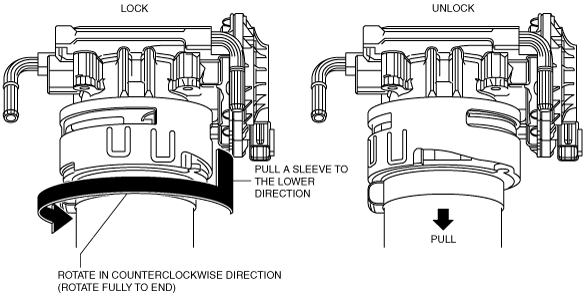 LOCK
UNLOCK
PULL A SLEEVE TO
THE LOWER
DIRECTION
PULL
ROTATE IN COUNTERCLOCKWISE DIRECTION
(ROTATE FULLY TO END)